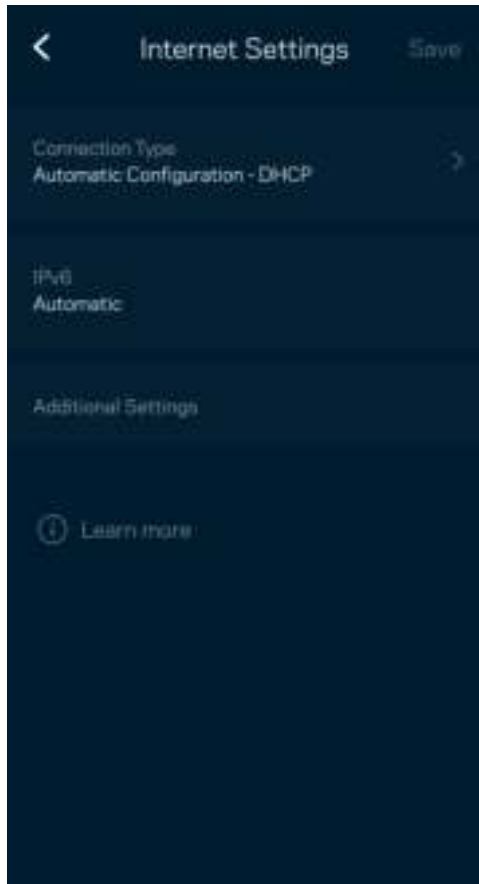 Internet Settings
Save
Connection Type
Automatic Configuration - DHCP
IPv6
Automatic
Additional Settings
Learn more